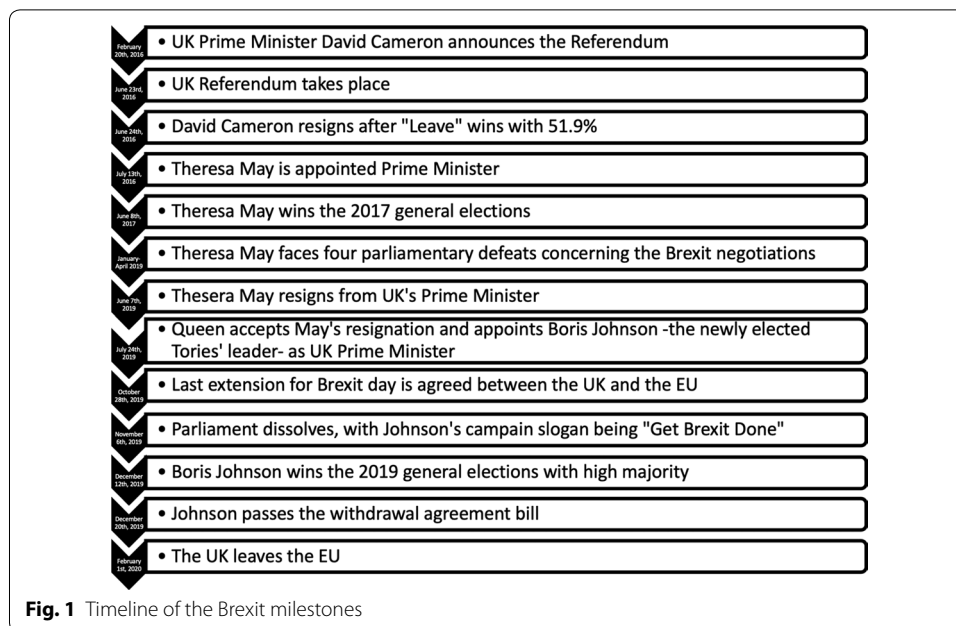 February
20th, 2016
• UK Prime Minister David Cameron announces the Referendum
June 23rd,
2016
• UK Referendum takes place
June 24th,
2016
• David Cameron resigns after "Leave" wins with 51.9%
July 13th,
2016
• Theresa May is appointed Prime Minister
June 8th,
2017
• Theresa May wins the 2017 general elections
January-
April 2019
• Theresa May faces four parliamentary defeats concerning the Brexit negotiations
June 7th,
2019
• Thesera May resigns from UK's Prime Minister
July 24th,
2019
• Queen accepts May's resignation and appoints Boris Johnson -the newly elected
Tories' leader- as UK Prime Minister
October
28th, 2019
• Last extension for Brexit day is agreed between the UK and the EU
November
6th, 2019
• Parliament dissolves, with Johnson's campain slogan being "Get Brexit Done"
December
12th, 2019
• Boris Johnson wins the 2019 general elections with high majority
December
20th, 2019
• Johnson passes the withdrawal agreement bill
February
1st, 2020
• The UK leaves the EU
Fig. 1 Timeline of the Brexit milestones